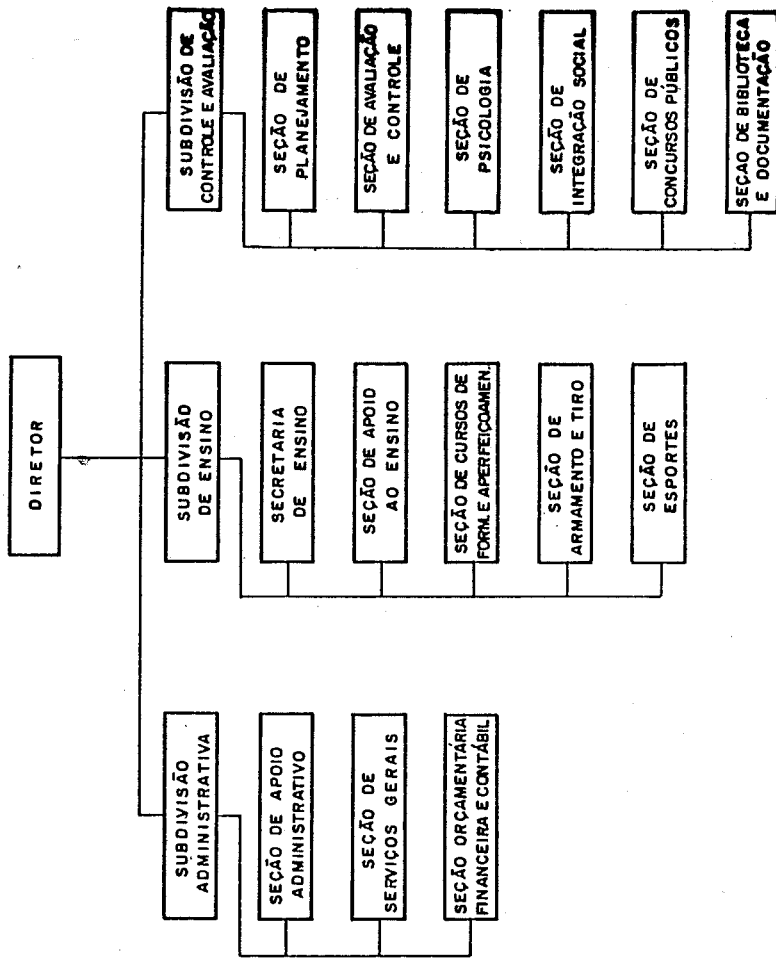 DIRETOR
SUBDIVISÃO
ADMINISTRATIVA
SEÇÃO DE APOIO
ADMINISTRATIVO
SEÇÃO DE
SERVIÇOS GERAIS
SEÇÃO ORÇAMENTÁRIA
FINANCEIRA E CONTÁBIL
SUBDIVISÃO
DE ENSINO
SECRETARIA
DE ENSINO
SEÇÃO DE APOIO
AO ENSINO
SEÇÃO DE CURSOS DE
FORM. E APERFEIÇOAMEN.
SEÇÃO DE
ARMAMENTO E TIRO
SEÇÃO DE
ESPORTES
SUBDIVISÃO DE
CONTROLE E AVALIAÇÃO
SEÇÃO DE
PLANEJAMENTO
SEÇÃO DE AVALIAÇÃO
E CONTROLE
SEÇÃO DE
PSICOLOGIA
SEÇÃO DE
INTEGRAÇÃO SOCIAL
SEÇÃO DE
CONCURSOS PÚBLICOS
SEÇÃO DE BIBLIOTECA
E DOCUMENTAÇÃO